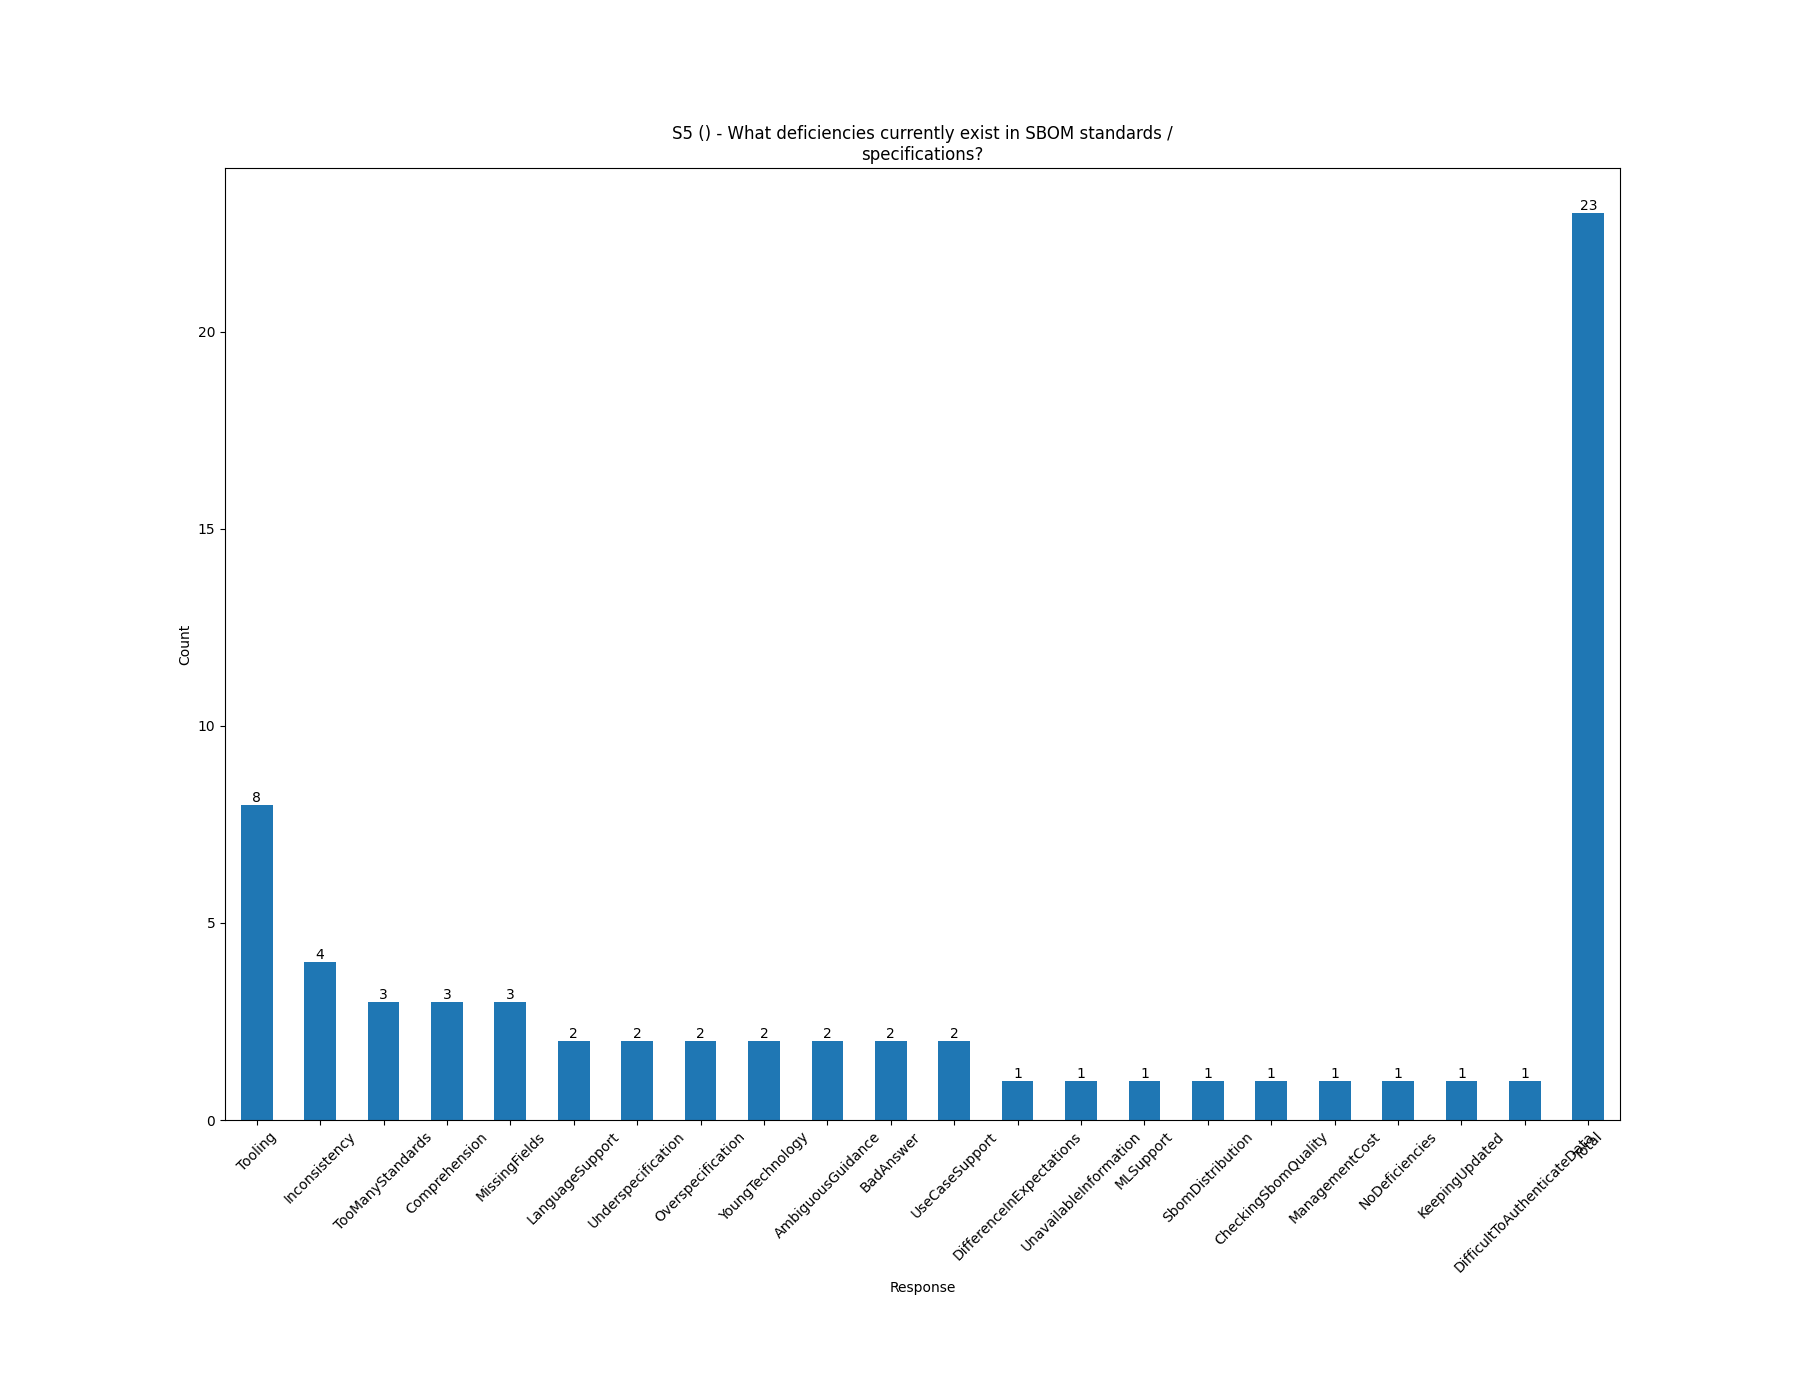 S5 () - What deficiencies currently exist in SBOM standards /
specifications?
23
20
15
10
5
0
Count
8
4
3
3
3
2
2
2
2
2
2
2
1
1
1
1
1
1
1
1
1
Tooling
Inconsistency
TooManyStandards
Comprehension
MissingFields
LanguageSupport
Underspecification
Overspecification
YoungTechnology
AmbiguousGuidance
BadAnswer
UseCaseSupport
DifferenceInExpectations
UnavailableInformation
MLSupport
SbomDistribution
CheckingSbomQuality
ManagementCost
NoDeficiencies
KeepingUpdated
DifficultToAuthenticateData
Total
Response